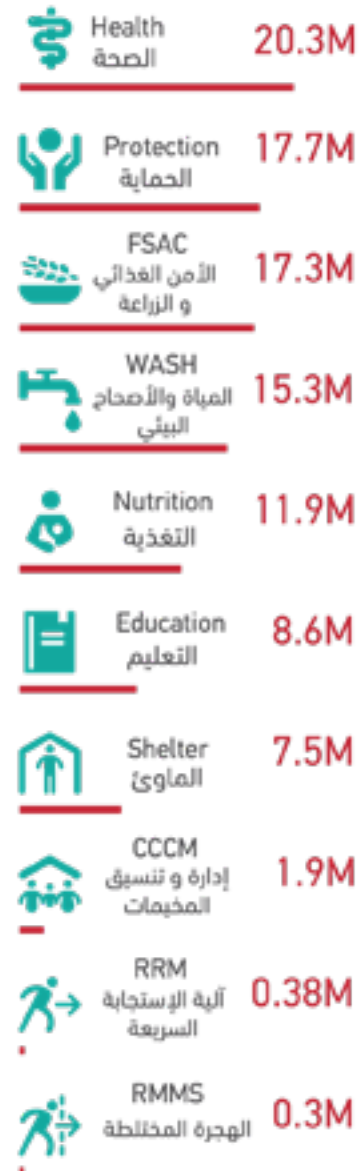 Health
الصحة
20.3M
Protection
الحماية
17.7M
FSAC
الأمن الغذائي
و الزراعة
17.3M
WASH
المياة والأصحاح
البيئي
15.3M
Nutrition
التغذية
11.9M
Education
التعليم
8.6M
Shelter
الماوئ
7.5M
CCCM
إدارة و تنسيق
المخيمات
1.9M
RRM
آلية الإستجابة
السريعة
0.38M
RMMS
الهجرة المختلطة
0.3M